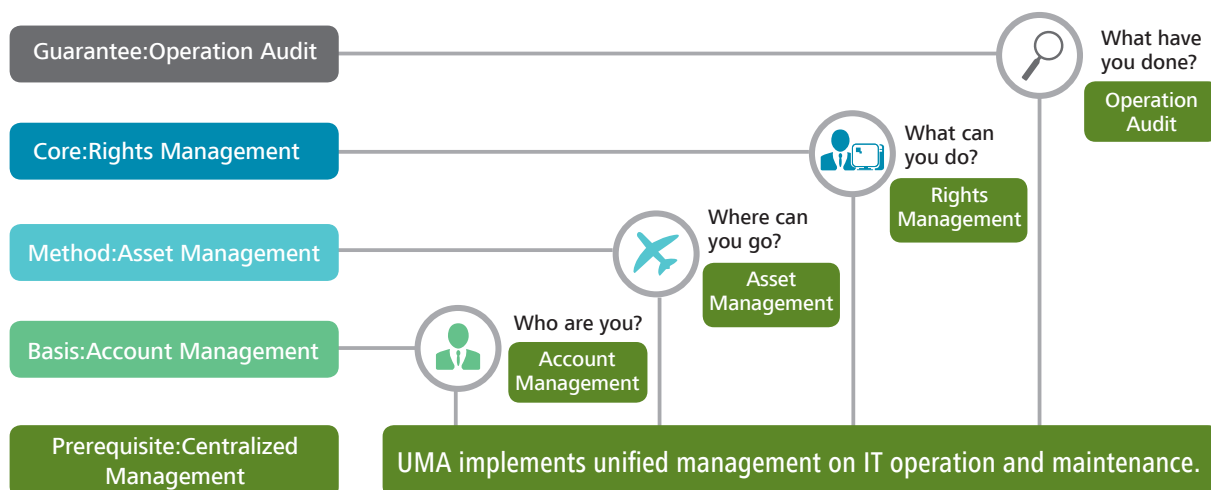 Guarantee:Operation Audit
What have
you done?
Operation
Audit
Core:Rights Management
What can
you do?
Rights
Management
Method:Asset Management
Where can
you go?
Asset
Management
Basis:Account Management
Who are you?
Account
Management
Prerequisite:Centralized
Management
UMA implements unified management on IT operation and maintenance.